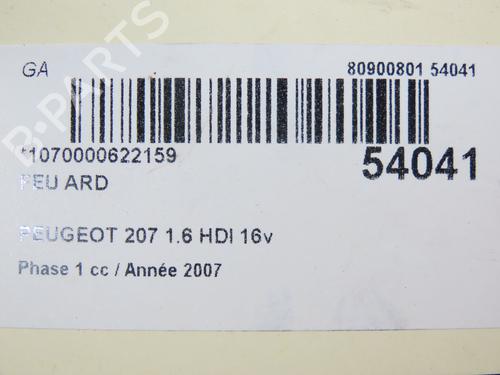 GA 80900801 54041
*1070000622159 54041
FEU ARD
PEUGEOT 207 1.6 HDI 16v
Phase 1 cc / Année 2007
B-PARTS